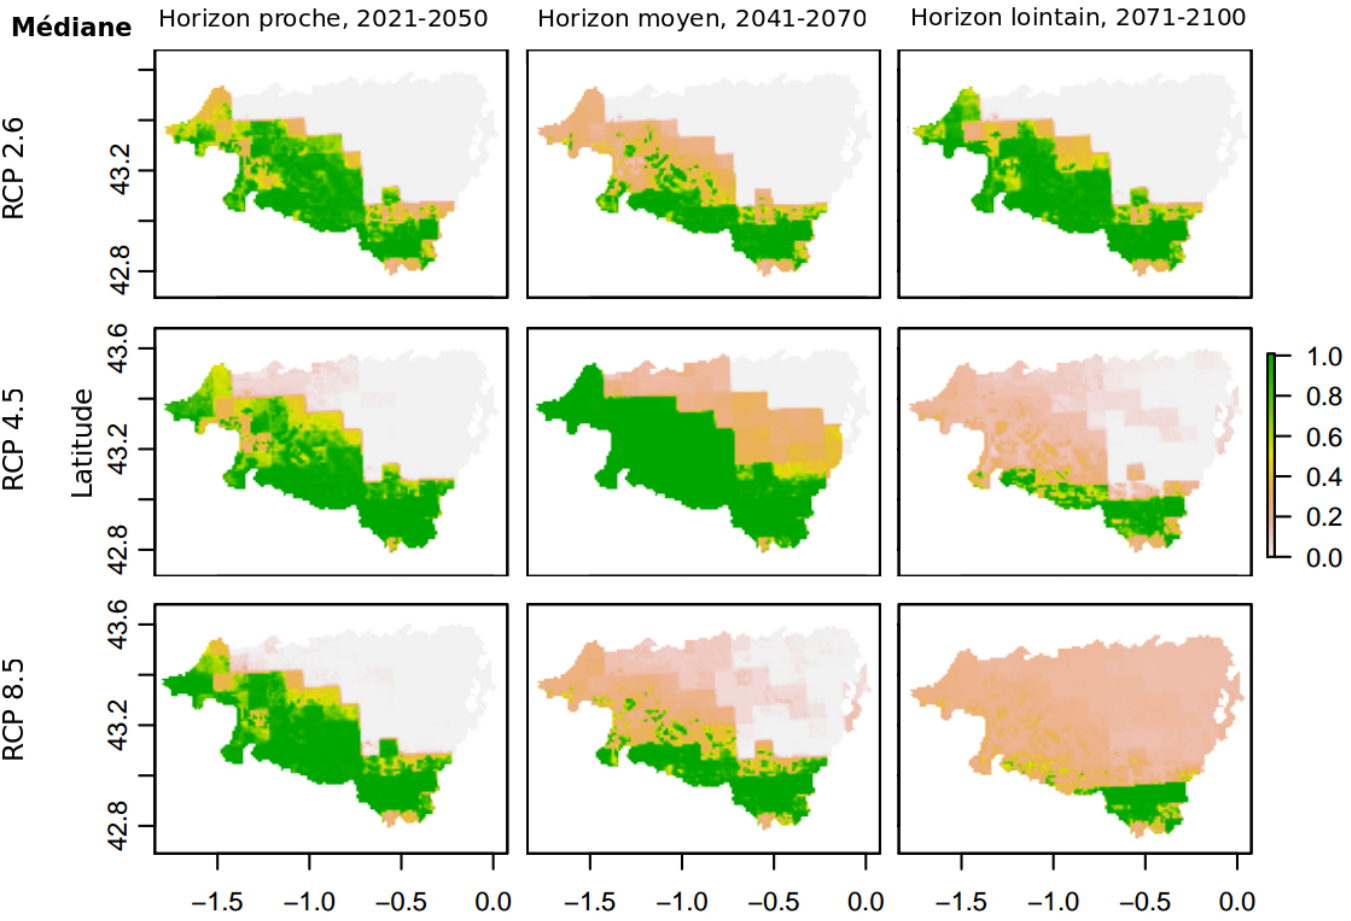 Médiane
Horizon proche, 2021-2050
Horizon moyen, 2041-2070
Horizon lointain, 2071-2100
RCP 2.6
43.2
42.8
RCP 4.5
Latitude
43.6
43.2
42.8
1.0
0.8
0.6
0.4
0.2
0.0
RCP 8.5
43.6
43.2
42.8
−1.5 −1.0 −0.5 0.0
−1.5 −1.0 −0.5 0.0
−1.5 −1.0 −0.5 0.0